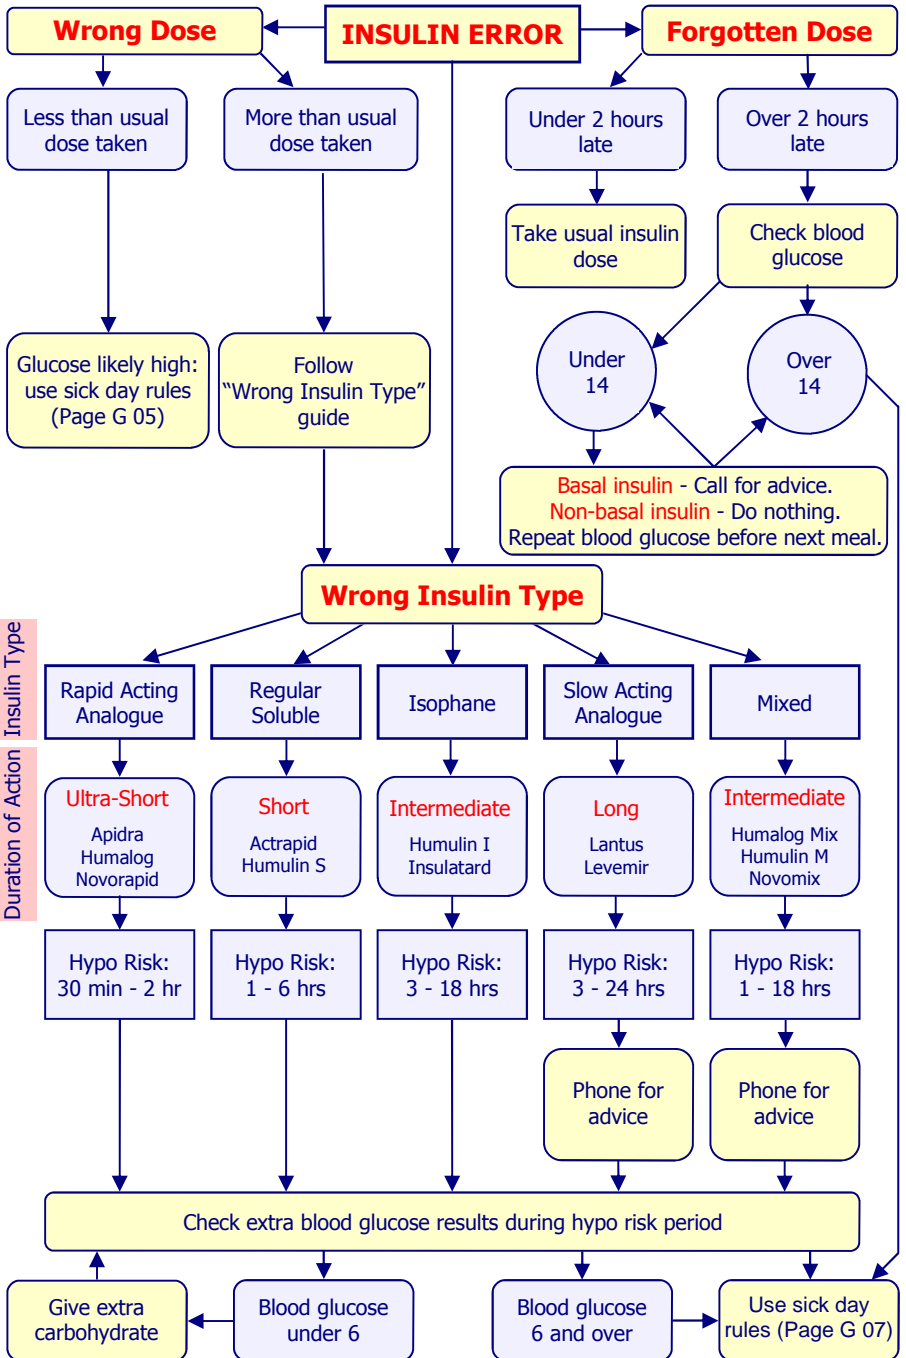 INSULIN ERROR
Wrong Dose
Forgotten Dose
Less than usual
dose taken
More than usual
dose taken
Under 2 hours
late
Over 2 hours
late
Take usual insulin
dose
Check blood
glucose
Glucose likely high:
use sick day rules
(Page G 05)
Follow
“Wrong Insulin Type”
guide
Under
14
Over
14
Basal insulin - Call for advice.
Non-basal insulin - Do nothing.
Repeat blood glucose before next meal.
Wrong Insulin Type
Insulin Type
Rapid Acting
Analogue
Regular
Soluble
Isophane
Slow Acting
Analogue
Mixed
Duration of Action
Ultra-Short
Apidra
Humalog
Novorapid
Short
Actrapid
Humulin S
Intermediate
Humulin I
Insulatard
Long
Lantus
Levemir
Intermediate
Humalog Mix
Humulin M
Novomix
Hypo Risk:
30 min - 2 hr
Hypo Risk:
1 - 6 hrs
Hypo Risk:
3 - 18 hrs
Hypo Risk:
3 - 24 hrs
Hypo Risk:
1 - 18 hrs
Phone for
advice
Phone for
advice
Check extra blood glucose results during hypo risk period
Give extra
carbohydrate
Blood glucose
under 6
Blood glucose
6 and over
Use sick day
rules (Page G 07)